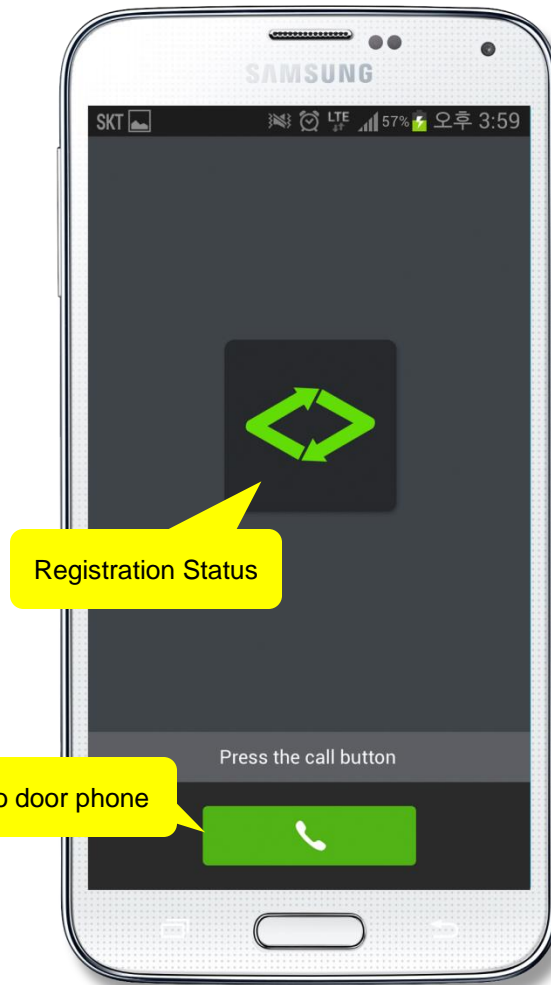 SAMSUNG
SKT LTE 57% 오후 3:59
Registration Status
Press the call button
door phone